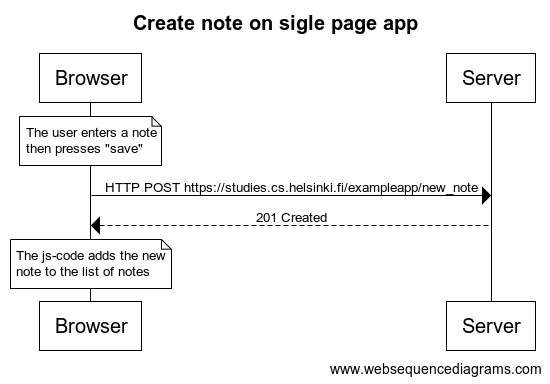 Create note on sigle page app
Browser
Server
The user enters a note
then presses "save"
HTTP POST https://studies.cs.helsinki.fi/exampleapp/new_note
201 Created
The js-code adds the new
note to the list of notes
Browser
Server
www.websequencediagrams.com